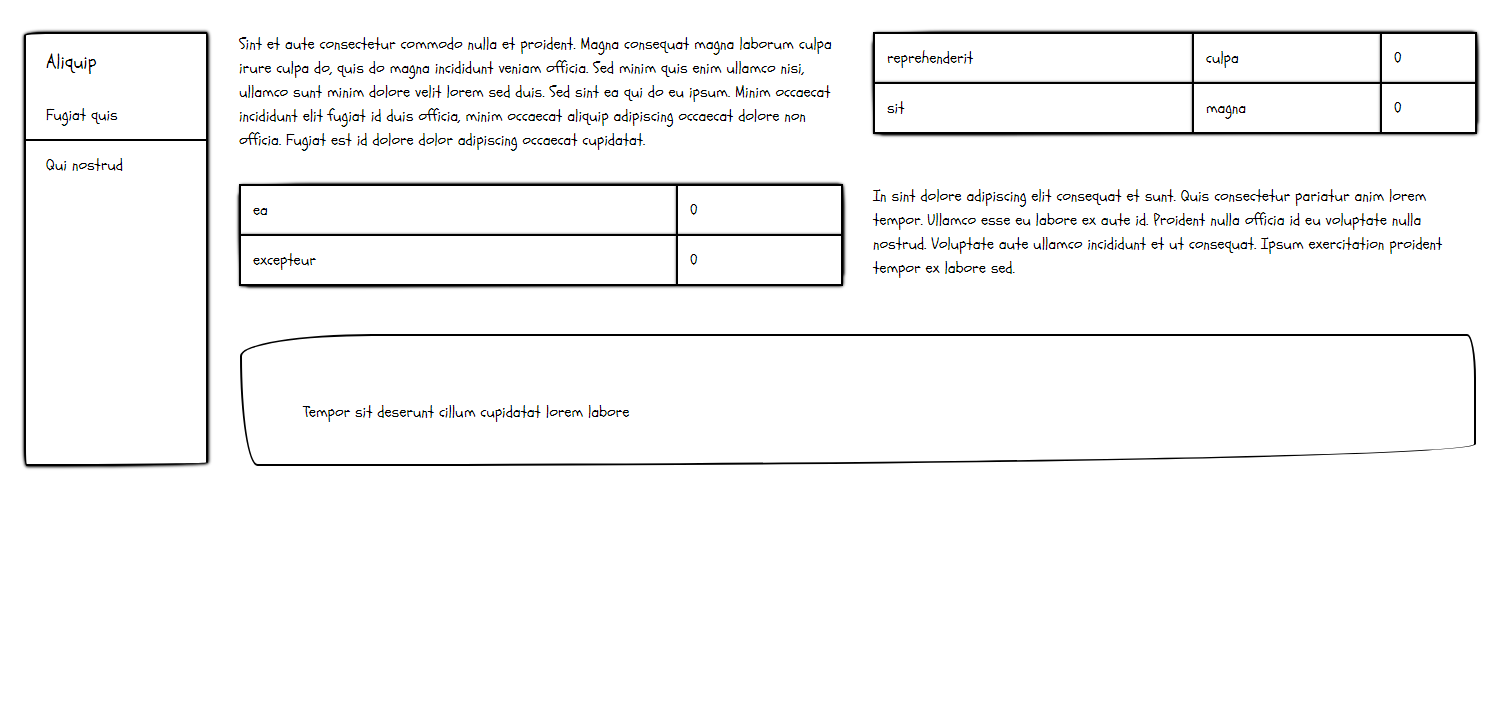 Aliquip
Fugiat quis
Qui nostrud
Sint et aute consectetur commodo nulla et proident. Magna consequat magna laborum culpa
irure culpa do, quis do magna incididunt veniam officia. Sed minim quis enim ullamco nisi,
ullamco sunt minim dolore velit lorem sed duis. Sed sint ea qui do eu ipsum. Minim occaecat
incididunt elit fugiat id duis officia, minim occaecat aliquip adipiscing occaecat dolore non
officia. Fugiat est id dolore dolor adipiscing occaecat cupidatat.
reprehenderit culpa 0
sit magna 0
ea 0
excepteur 0
In sint dolore adipiscing elit consequat et sunt. Quis consectetur pariatur anim lorem
tempor. Ullamco esse eu labore ex aute id. Proident nulla officia id eu voluptate nulla
nostrud. Voluptate aute ullamco incididunt et ut consequat. Ipsum exercitation proident
tempor ex labore sed.
Tempor sit deserunt cillum cupidatat lorem labore